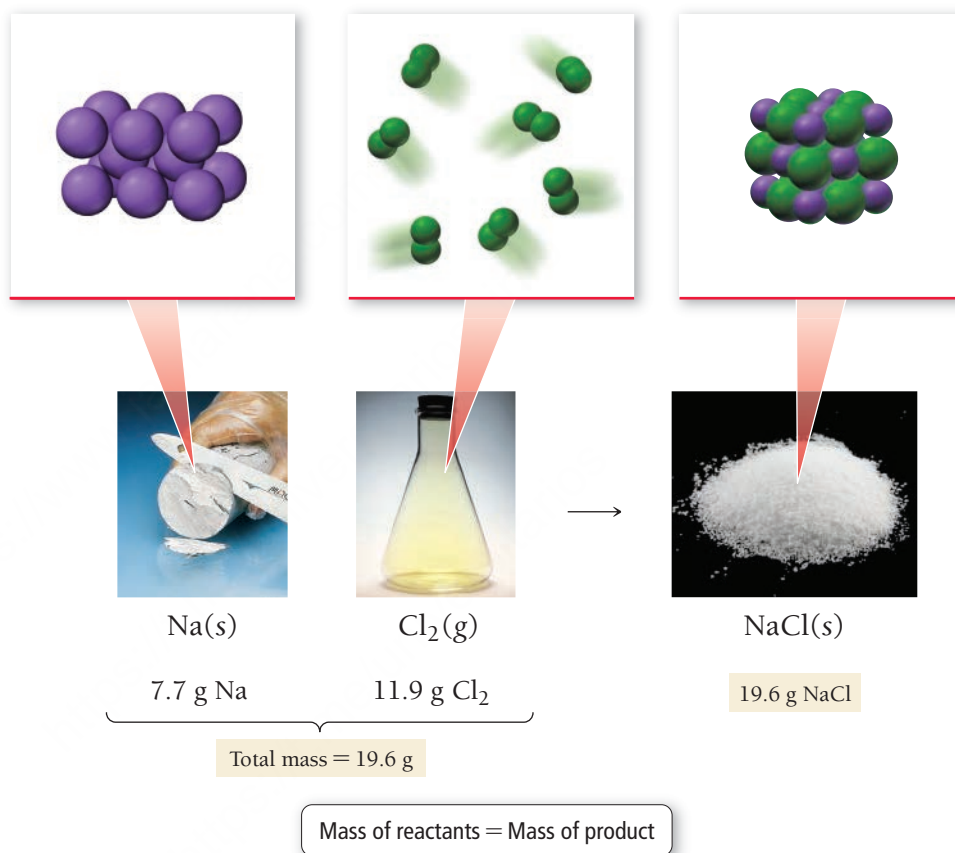 Na(s)
Cl₂(g)
→
NaCl(s)
7.7 g Na
11.9 g Cl₂
19.6 g NaCl
Total mass = 19.6 g
Mass of reactants = Mass of product